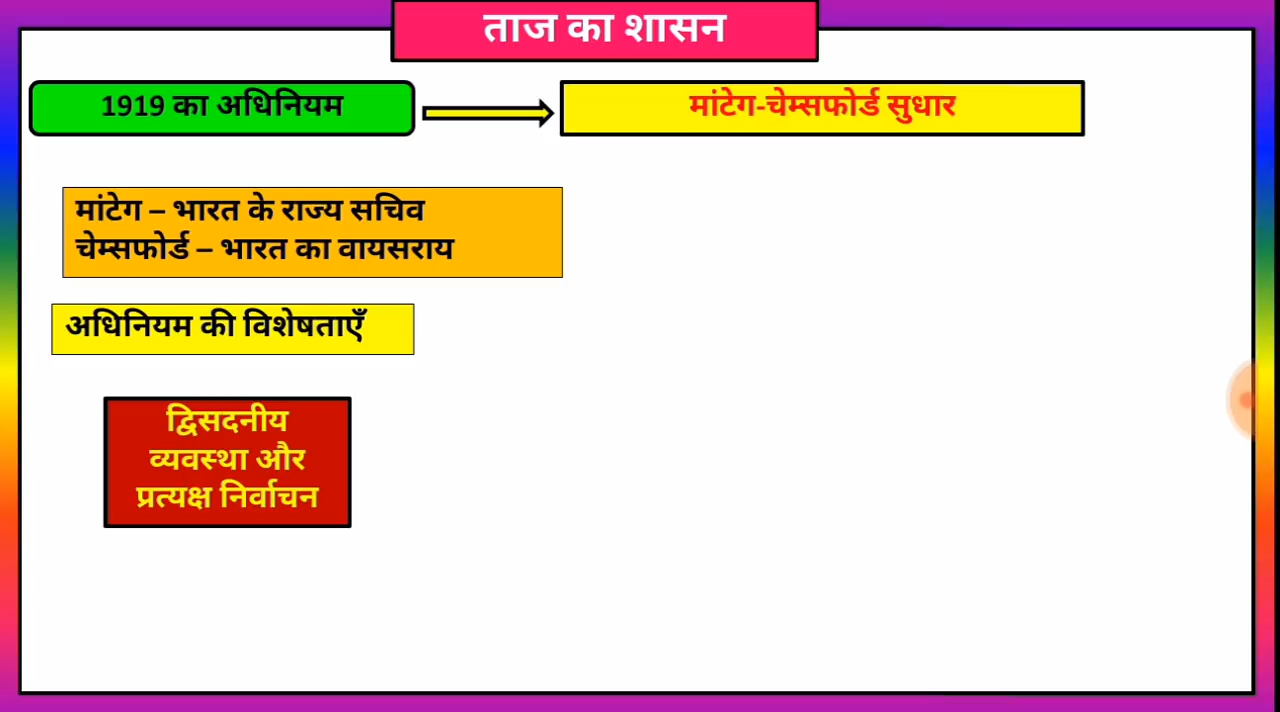 ताज का शासन
1919 का अधिनियम
मांटेग-चेम्सफोर्ड सुधार
मांटेग – भारत के राज्य सचिव
चेम्सफोर्ड – भारत का वायसराय
अधिनियम की विशेषताएँ
द्विसदनीय
व्यवस्था और
प्रत्यक्ष निर्वाचन